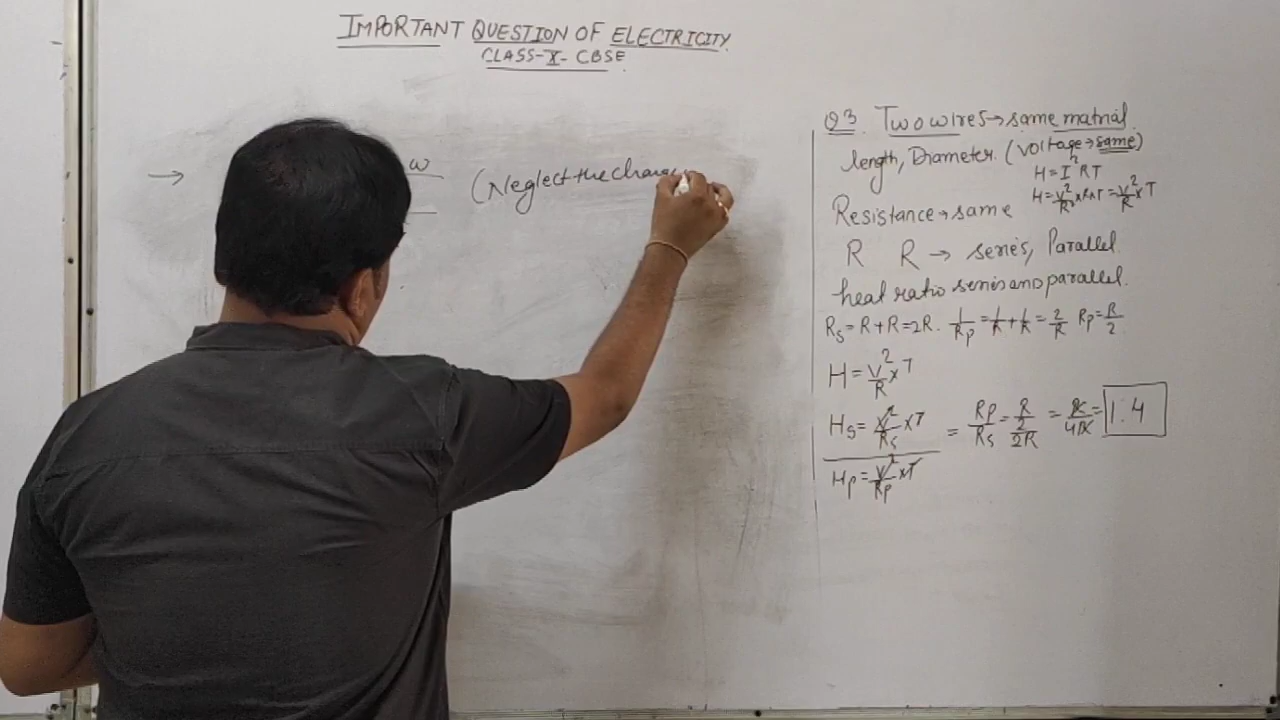 IMPORTANT QUESTION OF ELECTRICITY
CLASS-X-CBSE
→ W (Neglect the chang
Q3 Two wires→same matrial
length, Diameter. (voltage→same)
H=I²RT
H=V²/R²×R×T=V²/R×T
Resistance→same
R R → series, Parallel
heat ratio series and parallel.
Rs=R+R=2R. 1/Rp=1/R+1/R=2/R Rp=R/2
H=V²/R×T
Hs=V²/Rs×T = Rp/Rs=R/2/2R = R/4R=1:4
Hp=V²/Rp×T